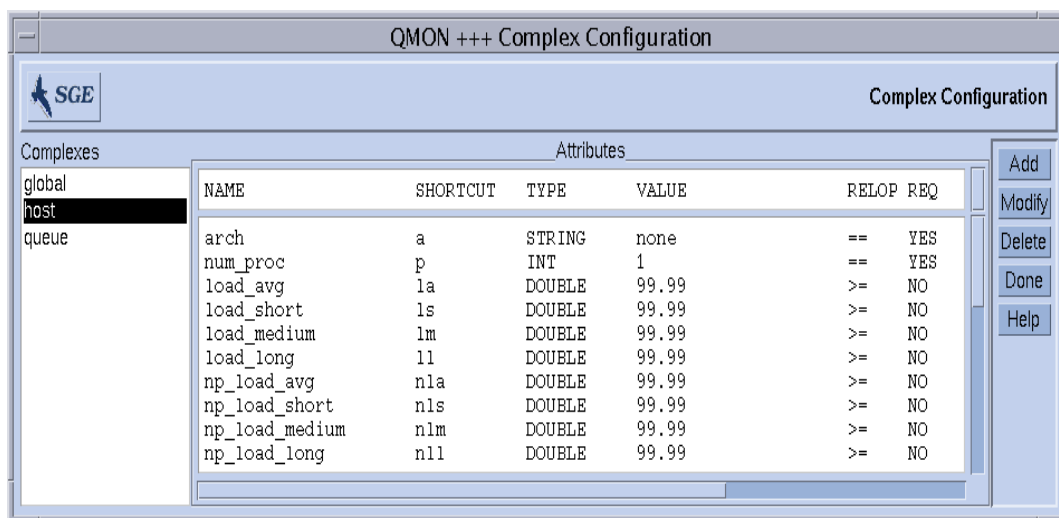 QMON +++ Complex Configuration
SGE
Complex Configuration
Complexes
Attributes
global
host
queue
NAME SHORTCUT TYPE VALUE RELOP REQ
arch a STRING none == YES
num_proc p INT 1 == YES
load_avg la DOUBLE 99.99 >= NO
load_short ls DOUBLE 99.99 >= NO
load_medium lm DOUBLE 99.99 >= NO
load_long ll DOUBLE 99.99 >= NO
np_load_avg nla DOUBLE 99.99 >= NO
np_load_short nls DOUBLE 99.99 >= NO
np_load_medium nlm DOUBLE 99.99 >= NO
np_load_long nll DOUBLE 99.99 >= NO
Add
Modify
Delete
Done
Help